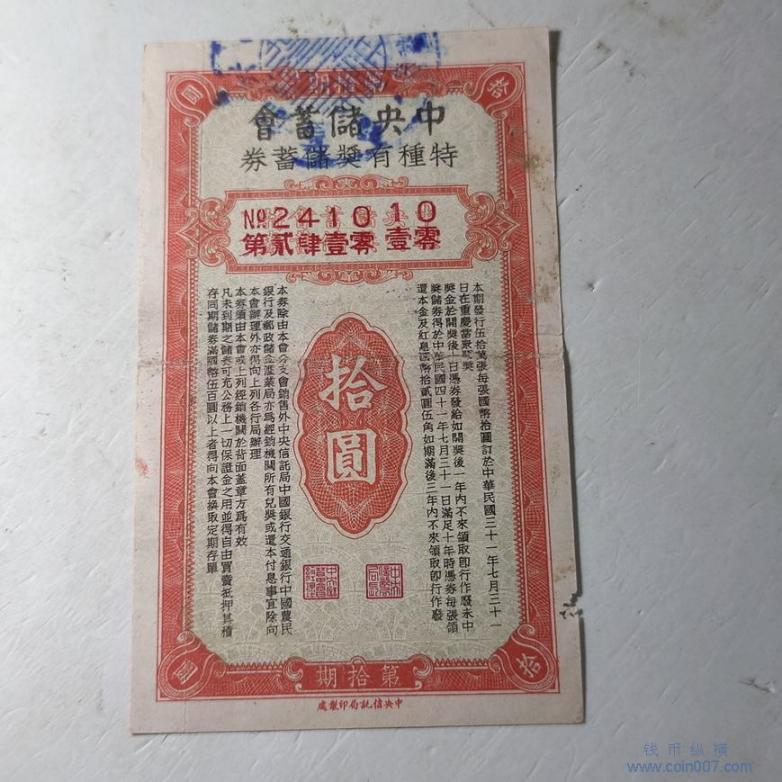 拾
圓
中央儲蓄會
特種有獎儲蓄券
№241010
第貳肆壹零壹零
本期發行伍拾萬張每張國幣拾圓訂於中華民國三十一年七月三十一
日在重慶當眾開獎
獎金於開獎後一日憑券發給如開獎後一年內不來領取即行作廢未中
獎儲券得於中華民國四十一年七月三十一日滿足十年時憑券每張領
還本金及紅息國幣拾貳圓伍角如期滿後三年內不來領取即行作廢
拾圓
本券除由本會分支會銷售外中央信託局中國銀行交通銀行中國農民
銀行及郵政儲金滙業局亦爲經銷機關所有兌獎或還本付息事宜除向
本會辦理外亦得向上列各行局辦理
本券須由本會或上列經銷機關於背面蓋章方爲有效
凡未到期之儲券可充公務上一切保證金之用並得自由買賣抵押其積
存同期儲券滿國幣伍百圓以上者得向本會換取定期存單
拾
圓
第拾期
中央信託局印製處
钱币纵横
www.coin007.com